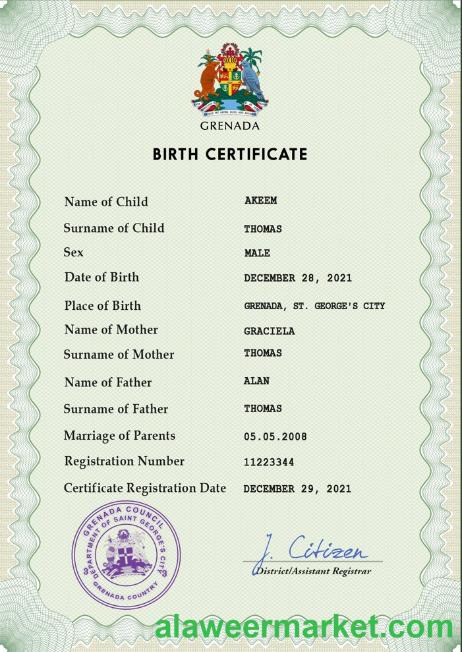 GRENADA
BIRTH CERTIFICATE
Name of Child AKEEM
Surname of Child THOMAS
Sex MALE
Date of Birth DECEMBER 28, 2021
Place of Birth GRENADA, ST. GEORGE'S CITY
Name of Mother GRACIELA
Surname of Mother THOMAS
Name of Father ALAN
Surname of Father THOMAS
Marriage of Parents 05.05.2008
Registration Number 11223344
Certificate Registration Date DECEMBER 29, 2021
GRENADA COUNCIL
DEPARTMENT OF SAINT GEORGE'S CITY
GRENADA COUNTRY
J. Citizen
District/Assistant Registrar
alaweermarket.com